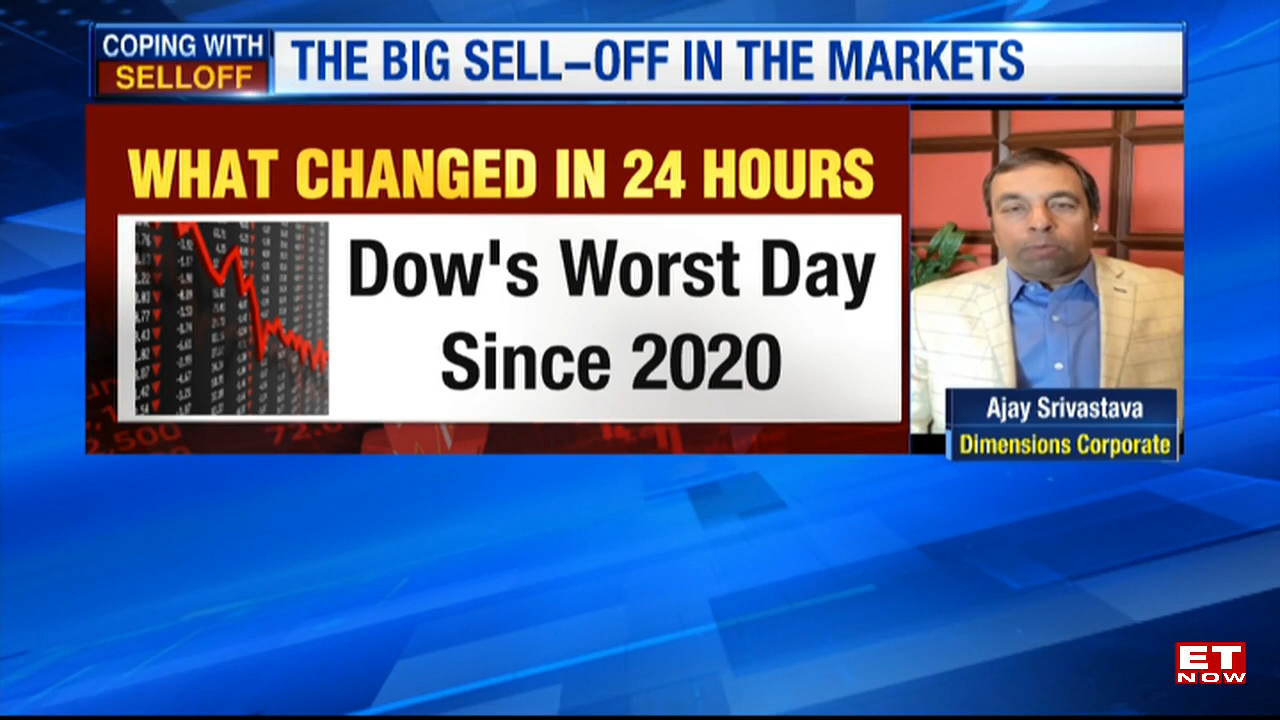 COPING WITH
SELLOFF
THE BIG SELL–OFF IN THE MARKETS
WHAT CHANGED IN 24 HOURS
Dow's Worst Day
Since 2020
Ajay Srivastava
Dimensions Corporate
ET
NOW